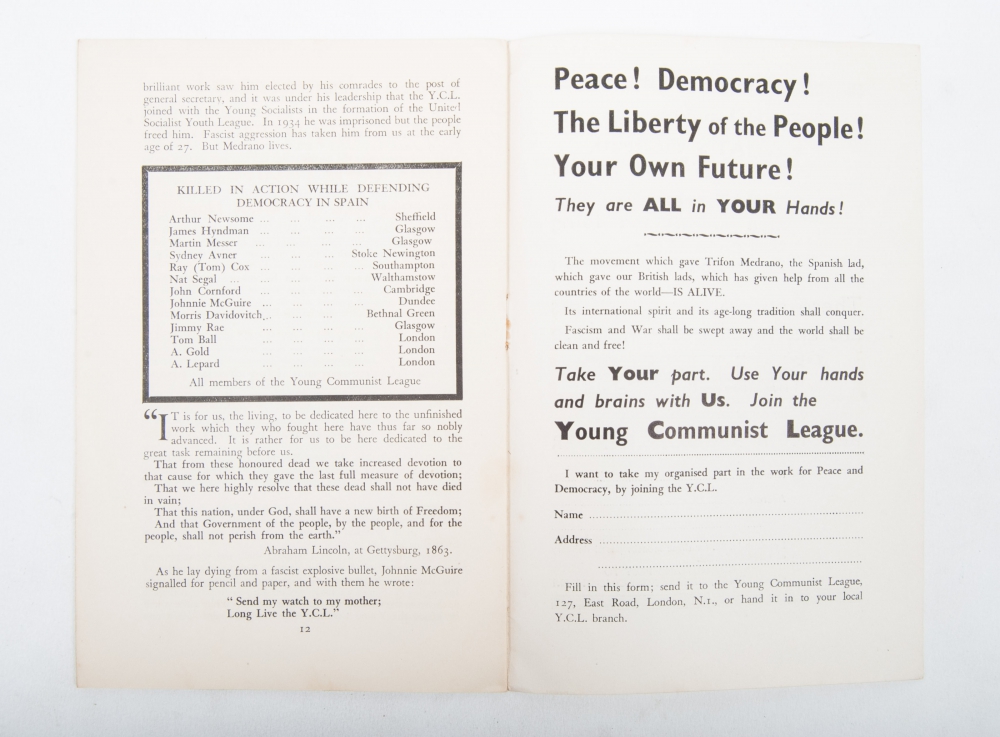 brilliant work saw him elected by his comrades to the post of
general secretary, and it was under his leadership that the Y.C.L.
joined with the Young Socialists in the formation of the United
Socialist Youth League. In 1934 he was imprisoned but the people
freed him. Fascist aggression has taken him from us at the early
age of 27. But Medrano lives.
KILLED IN ACTION WHILE DEFENDING
DEMOCRACY IN SPAIN
Arthur Newsome ... ... ... ... Sheffield
James Hyndman ... ... ... Glasgow
Martin Messer ... ... ... ... Glasgow
Sydney Avner ... ... ... Stoke Newington
Ray (Tom) Cox ... ... ... Southampton
Nat Segal ... ... ... ... Walthamstow
John Cornford ... ... ... Cambridge
Johnnie McGuire ... ... ... ... Dundee
Morris Davidovitch... ... ... Bethnal Green
Jimmy Rae ... ... ... ... Glasgow
Tom Ball ... ... ... ... London
A. Gold ... ... ... ... London
A. Lepard ... ... ... ... London
All members of the Young Communist League
"IT is for us, the living, to be dedicated here to the unfinished
work which they who fought here have thus far so nobly
advanced. It is rather for us to be here dedicated to the
great task remaining before us.
That from these honoured dead we take increased devotion to
that cause for which they gave the last full measure of devotion;
That we here highly resolve that these dead shall not have died
in vain;
That this nation, under God, shall have a new birth of Freedom;
And that Government of the people, by the people, and for the
people, shall not perish from the earth."
Abraham Lincoln, at Gettysburg, 1863.
As he lay dying from a fascist explosive bullet, Johnnie McGuire
signalled for pencil and paper, and with them he wrote:
"Send my watch to my mother;
Long Live the Y.C.L."
12
Peace! Democracy!
The Liberty of the People!
Your Own Future!
They are ALL in YOUR Hands!
The movement which gave Trifon Medrano, the Spanish lad,
which gave our British lads, which has given help from all the
countries of the world—IS ALIVE.
Its international spirit and its age-long tradition shall conquer.
Fascism and War shall be swept away and the world shall be
clean and free!
Take Your part. Use Your hands
and brains with Us. Join the
Young Communist League.
I want to take my organised part in the work for Peace and
Democracy, by joining the Y.C.L.
Name
Address
Fill in this form; send it to the Young Communist League,
127, East Road, London, N.1., or hand it in to your local
Y.C.L. branch.